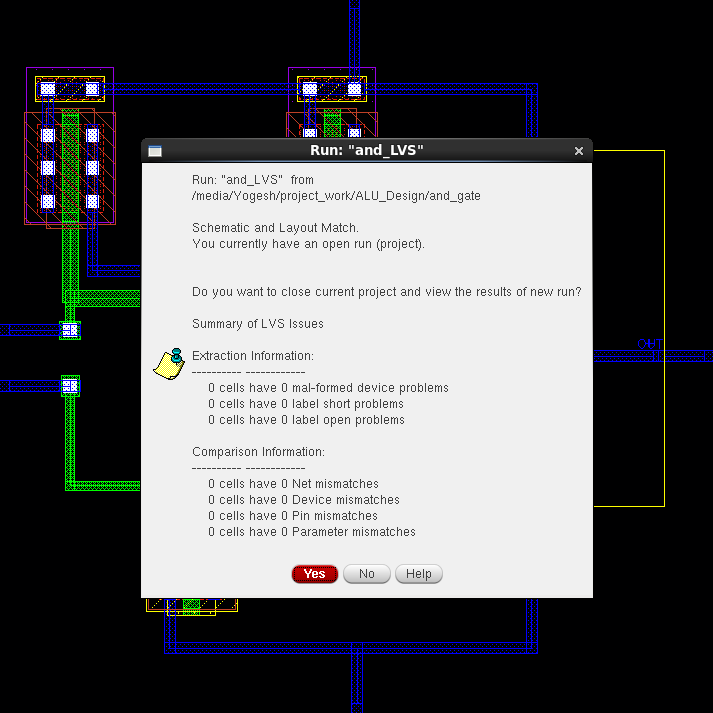 Run: "and_LVS"
Run: "and_LVS" from
/media/Yogesh/project_work/ALU_Design/and_gate
Schematic and Layout Match.
You currently have an open run (project).
Do you want to close current project and view the results of new run?
Summary of LVS Issues
Extraction Information:
---------- ------------
0 cells have 0 mal-formed device problems
0 cells have 0 label short problems
0 cells have 0 label open problems
Comparison Information:
---------- ------------
0 cells have 0 Net mismatches
0 cells have 0 Device mismatches
0 cells have 0 Pin mismatches
0 cells have 0 Parameter mismatches
Yes No Help
OUT